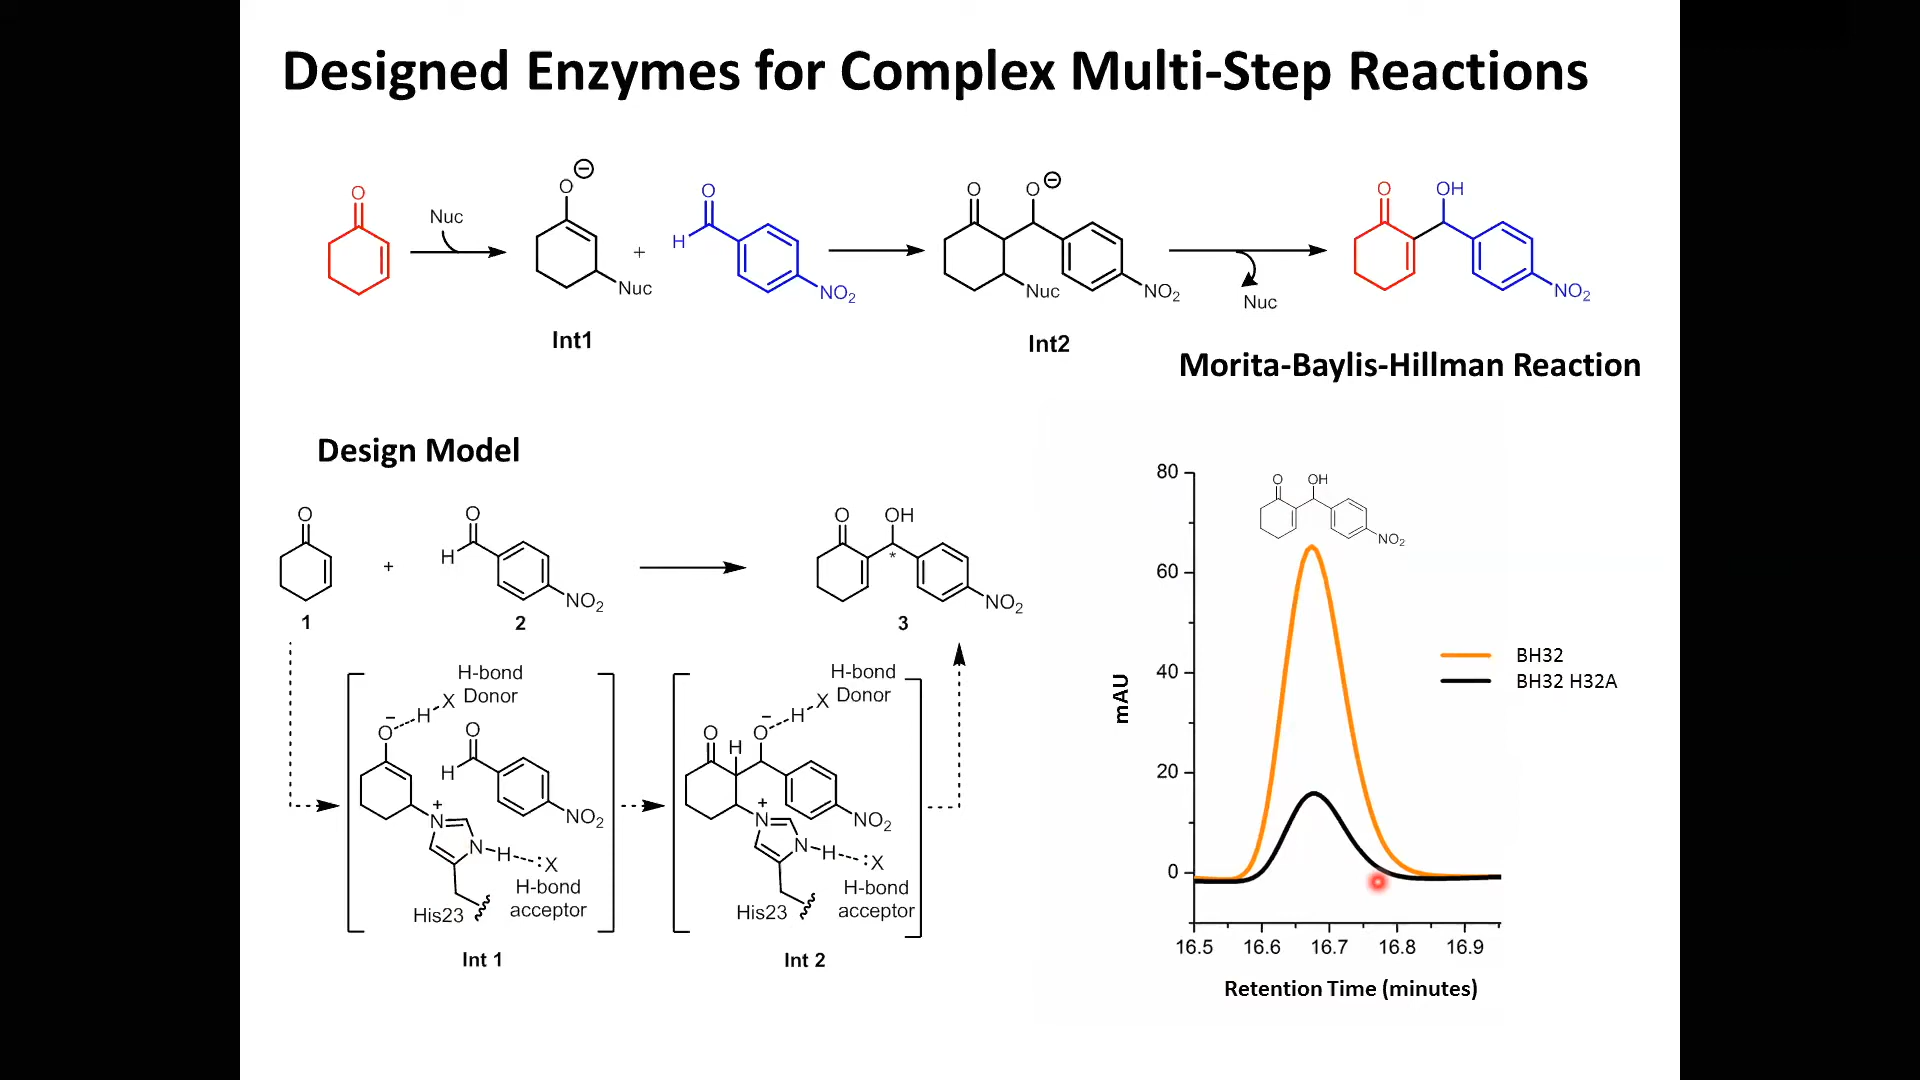 Designed Enzymes for Complex Multi-Step Reactions
O
Nuc
O ⊖
Nuc
Int1
+
O
H
NO2
O
O ⊖
Nuc
NO2
Int2
Nuc
O
OH
NO2
Morita-Baylis-Hillman Reaction
Design Model
O
1
+
O
H
NO2
2
O
OH
*
NO2
3
H-bond
Donor
O − H X
O
H
NO2
+
N
N H :X
H-bond
acceptor
His23
Int 1
H-bond
Donor
O
H
O − H X
NO2
+
N
N H :X
H-bond
acceptor
His23
Int 2
O
OH
NO2
BH32
BH32 H32A
mAU
80
60
40
20
0
16.5 16.6 16.7 16.8 16.9
Retention Time (minutes)